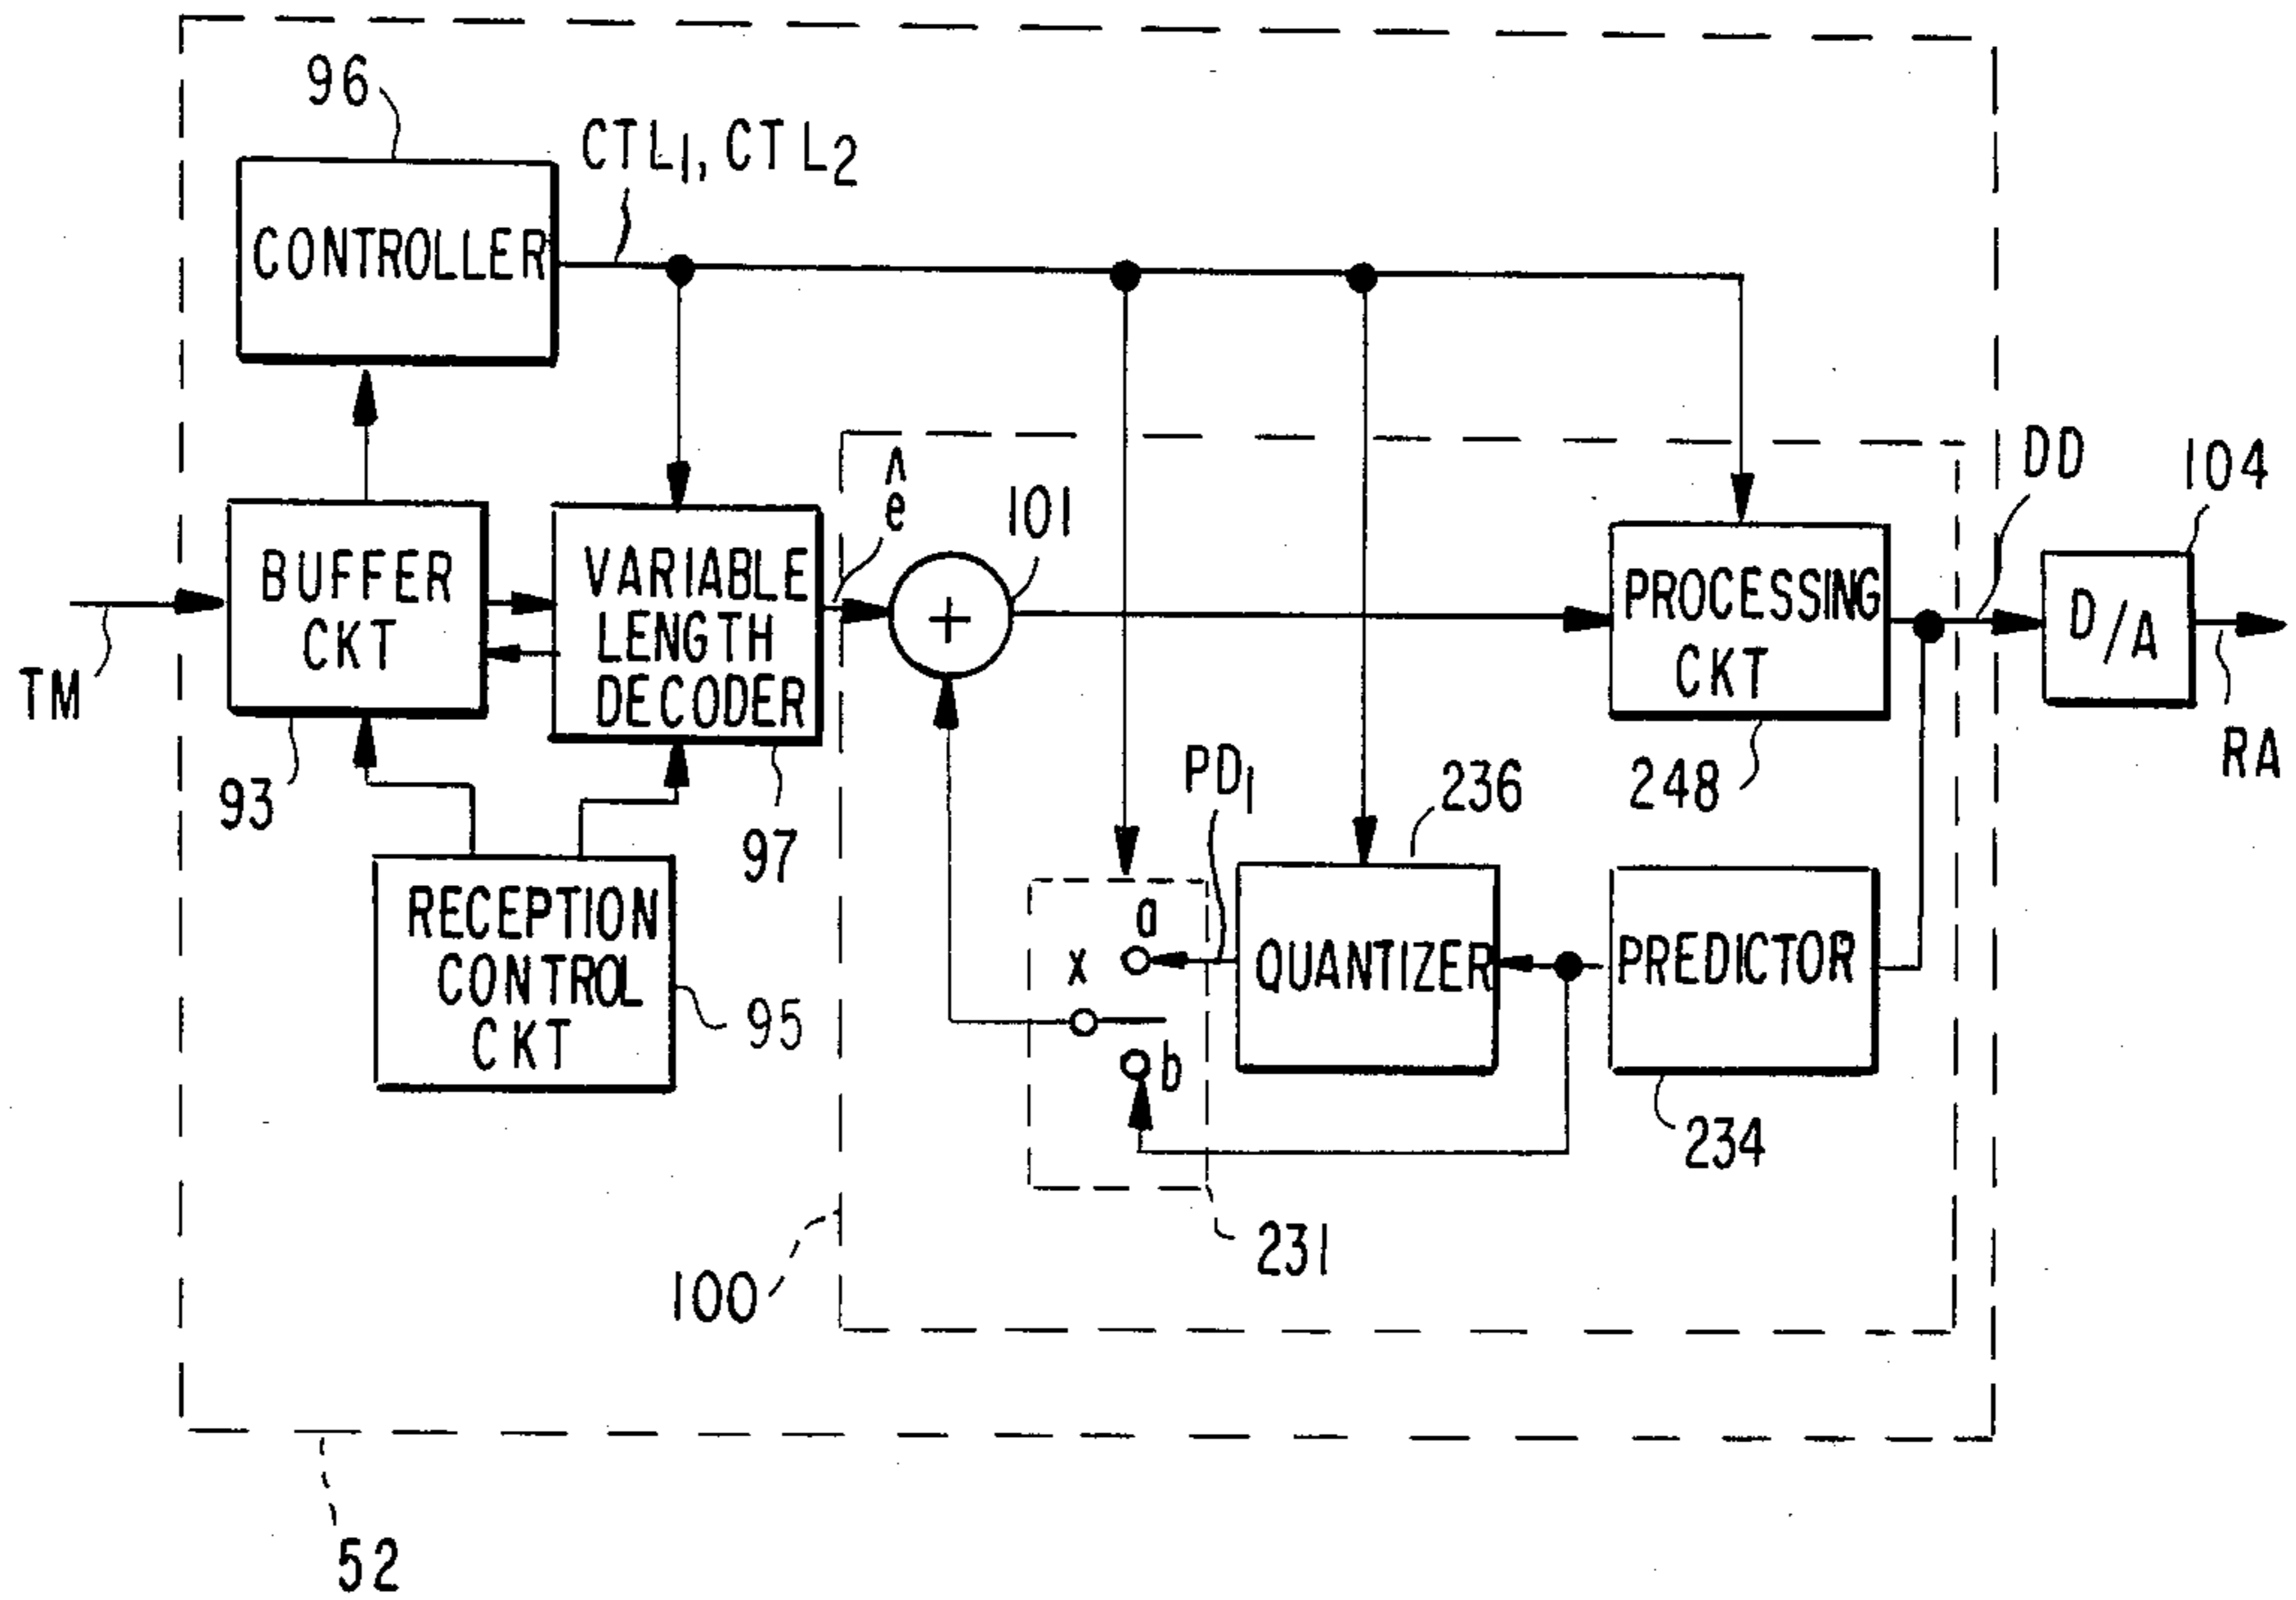 96
CTL1, CTL2
CONTROLLER
DD
104
ê
101
BUFFER
CKT
VARIABLE
LENGTH
DECODER
+
PROCESSING
CKT
D/A
TM
RA
93
97
PD1
236
248
RECEPTION
CONTROL
CKT
95
a
x
b
QUANTIZER
PREDICTOR
234
231
100
52